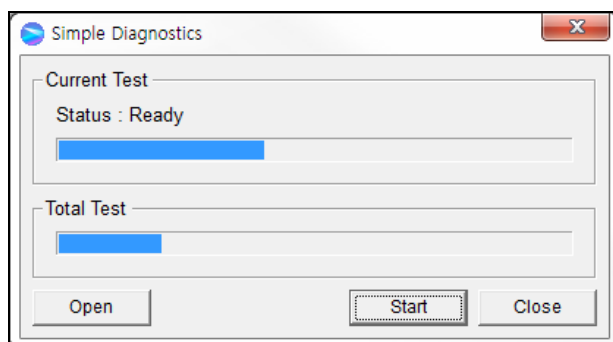 Simple Diagnostics
Current Test
Status : Ready
Total Test
Open Start Close